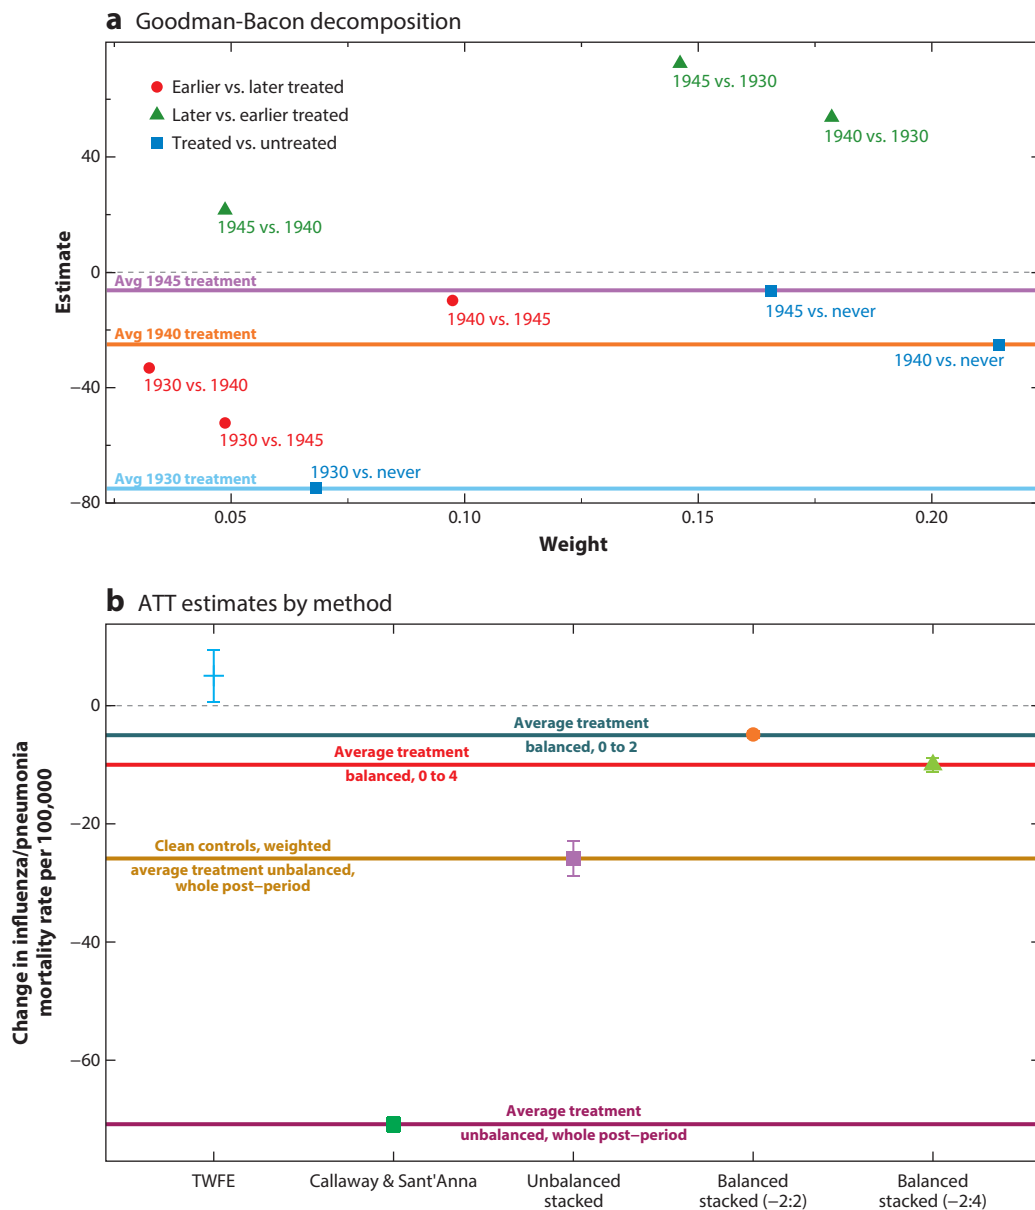 a Goodman-Bacon decomposition
Earlier vs. later treated
Later vs. earlier treated
Treated vs. untreated
1945 vs. 1930
1940 vs. 1930
1945 vs. 1940
Avg 1945 treatment
1945 vs. never
1940 vs. 1945
Avg 1940 treatment
1940 vs. never
1930 vs. 1940
1930 vs. 1945
1930 vs. never
Avg 1930 treatment
40
0
−40
−80
Estimate
0.05
0.10
0.15
0.20
Weight
b ATT estimates by method
0
−20
−40
−60
Change in influenza/pneumonia
mortality rate per 100,000
Average treatment
balanced, 0 to 2
Average treatment
balanced, 0 to 4
Clean controls, weighted
average treatment unbalanced,
whole post−period
Average treatment
unbalanced, whole post−period
TWFE
Callaway & Sant'Anna
Unbalanced
stacked
Balanced
stacked (−2:2)
Balanced
stacked (−2:4)